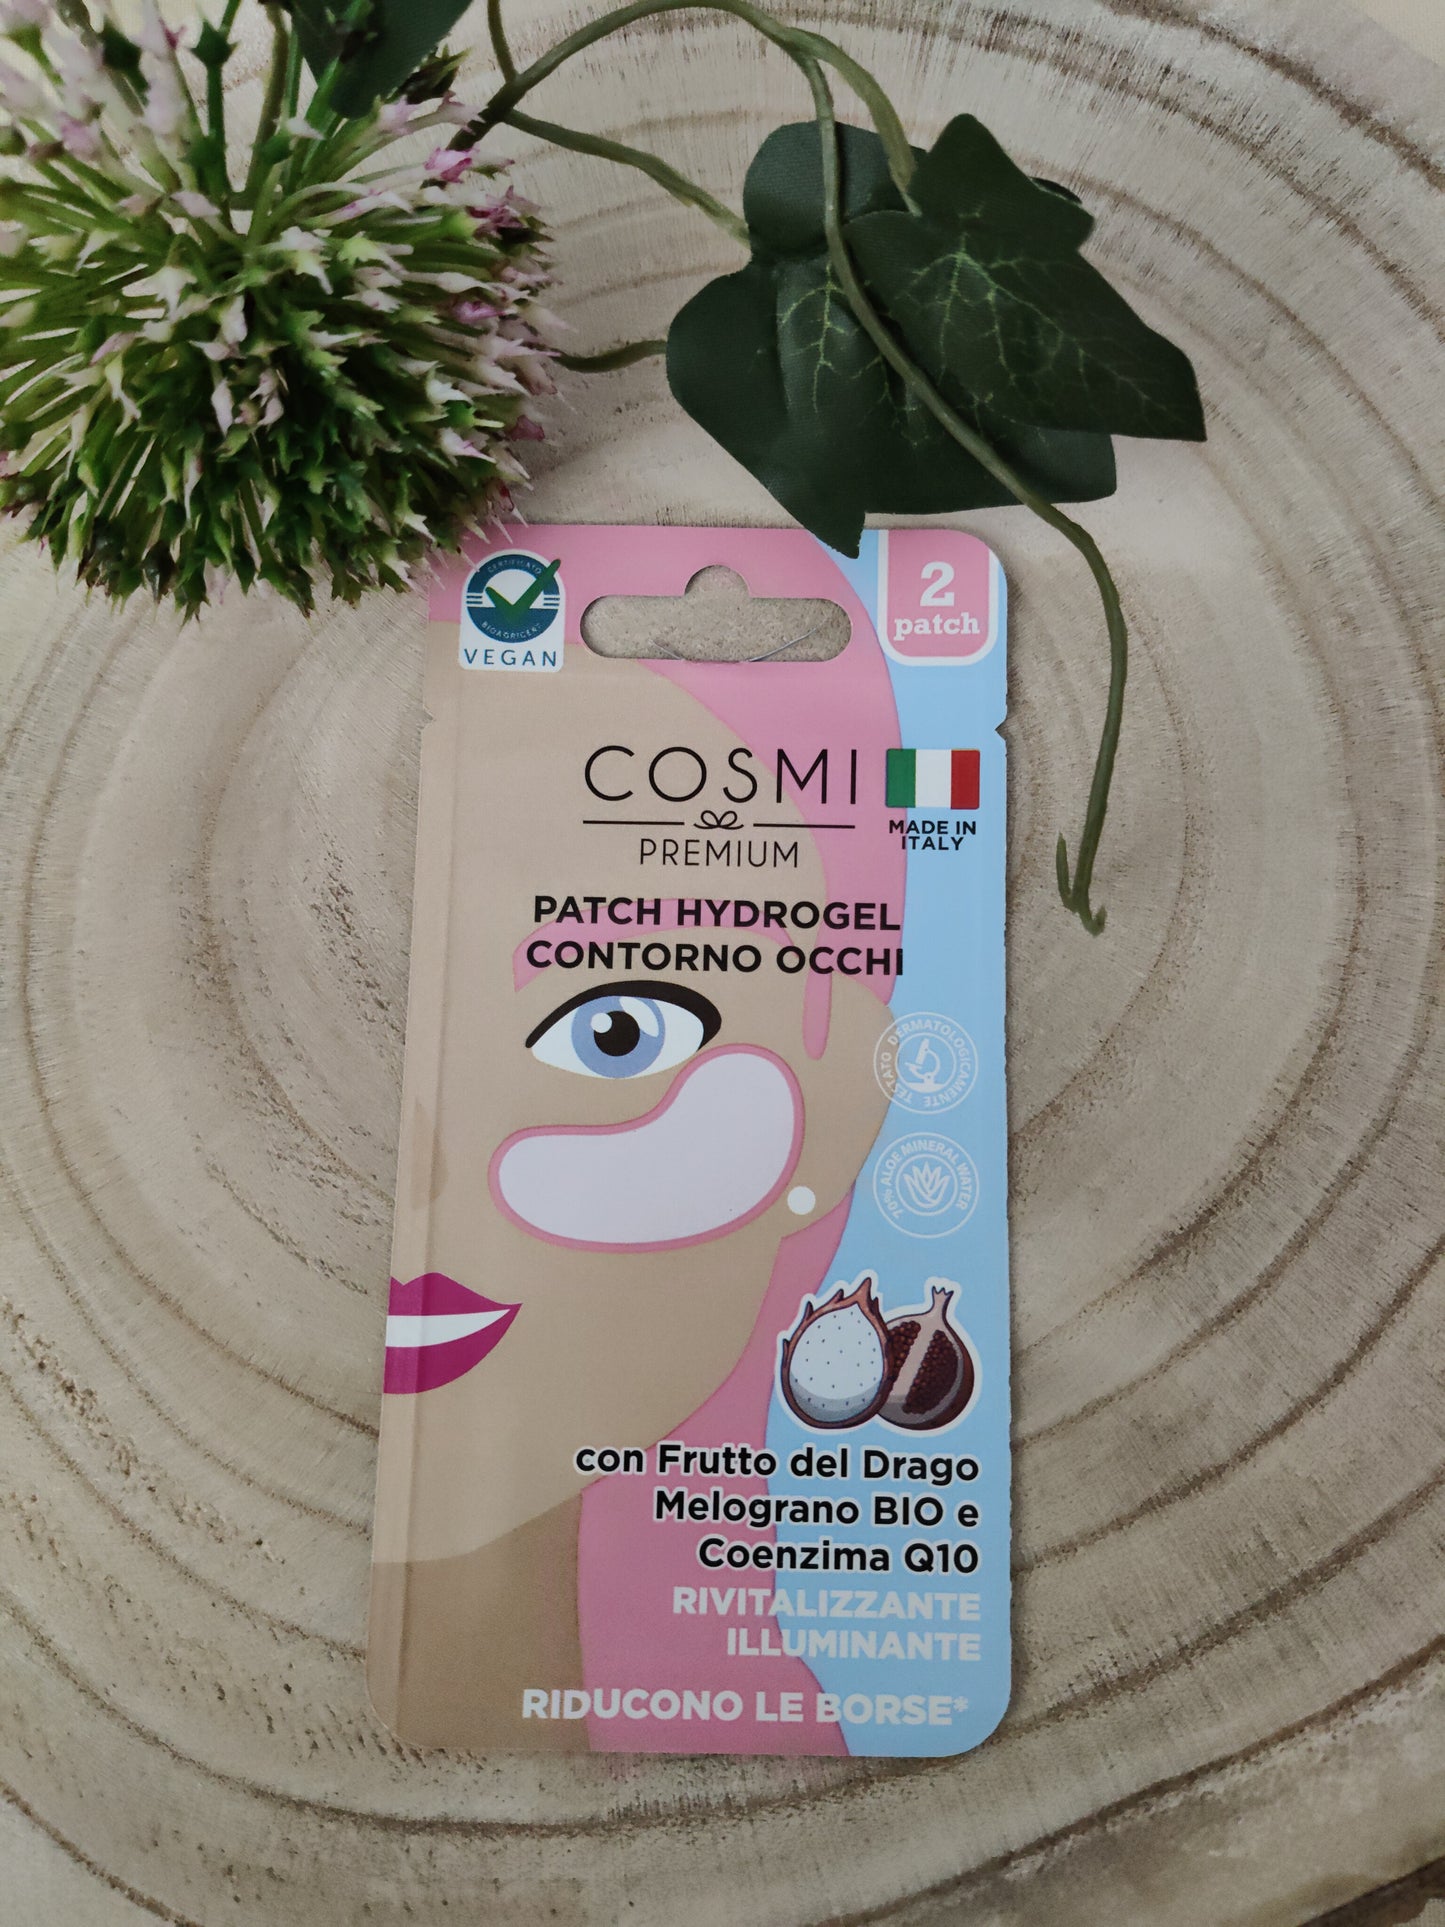 CERTIFICATO
BIOAGRICERT
VEGAN
2
patch
COSMI
PREMIUM
MADE IN
ITALY
PATCH HYDROGEL
CONTORNO OCCHI
TESTATO DERMATOLOGICAMENTE
70% ALOE MINERAL WATER
con Frutto del Drago
Melograno BIO e
Coenzima Q10
RIVITALIZZANTE
ILLUMINANTE
RIDUCONO LE BORSE*